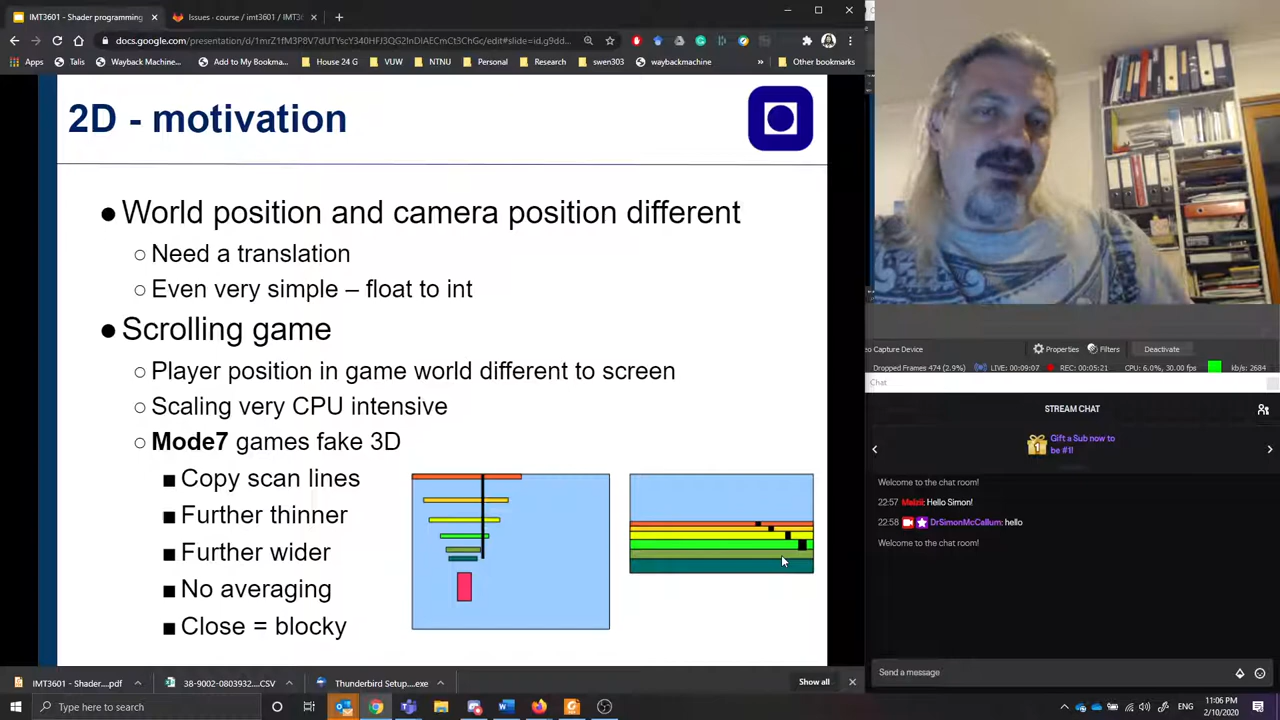 IMT3601 - Shader programming
Issues · course / imt3601
docs.google.com/presentation/d/1mrZ1fM3P8V7dUTYscY340HFJ3QG2InDIAECmCt3ChGc/edit#slide=id.g9dd...
Apps
Talis
Wayback Machine
Add to My Bookma...
House 24 G
VUW
NTNU
Personal
Research
swen303
waybackmachine
»
Other bookmarks
2D - motivation
● World position and camera position different
○ Need a translation
○ Even very simple – float to int
● Scrolling game
○ Player position in game world different to screen
○ Scaling very CPU intensive
○ Mode7 games fake 3D
■ Copy scan lines
■ Further thinner
■ Further wider
■ No averaging
■ Close = blocky
eo Capture Device
Properties
Filters
Deactivate
Dropped Frames 474 (2.9%)
LIVE: 00:09:07
REC: 00:05:21
CPU: 6.0%, 30.00 fps
kb/s: 2684
Chat
STREAM CHAT
Gift a Sub now to
be #1!
Welcome to the chat room!
22:57 Meizii: Hello Simon!
22:58 DrSimonMcCallum: hello
Welcome to the chat room!
Send a message
IMT3601 - Shader....pdf
Thunderbird Setup....exe
Show all
Type here to search
ENG
11:06 PM
2/10/2020